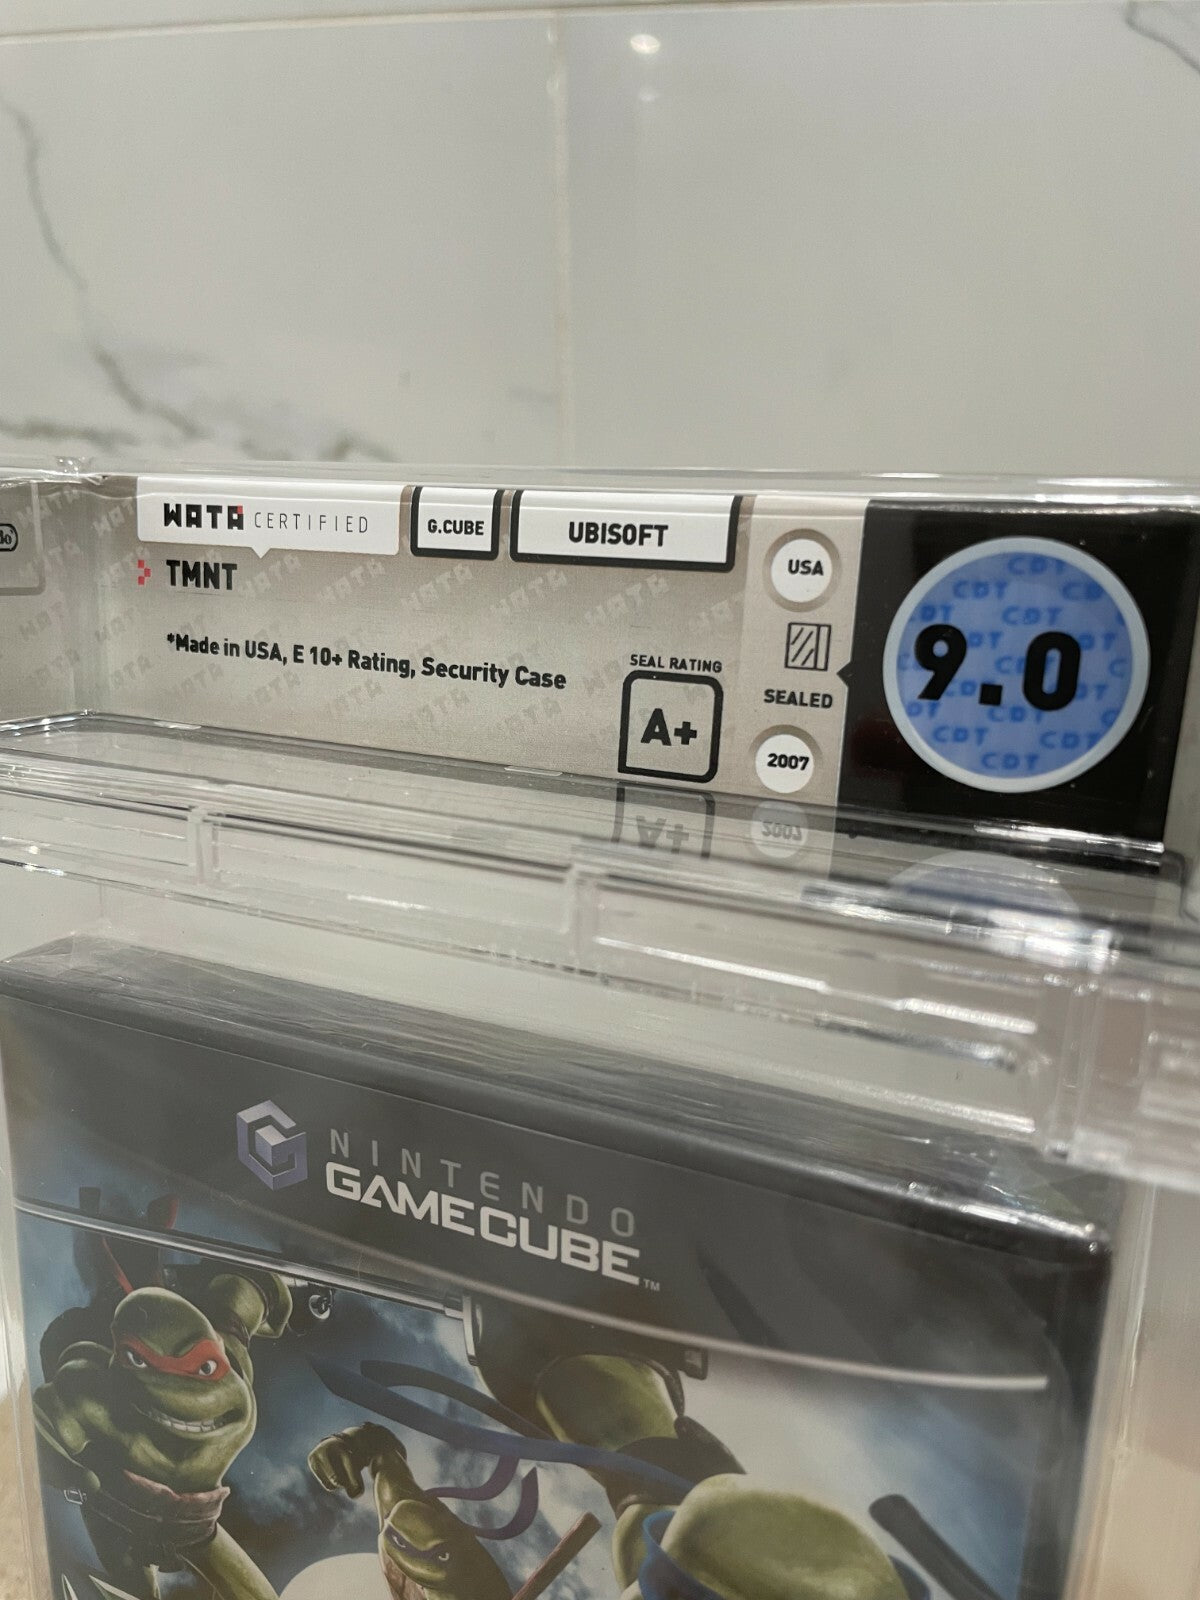 WATA CERTIFIED
G.CUBE
UBISOFT
TMNT
*Made in USA, E 10+ Rating, Security Case
SEAL RATING
A+
USA
SEALED
2007
9.0
NINTENDO
GAMECUBE™